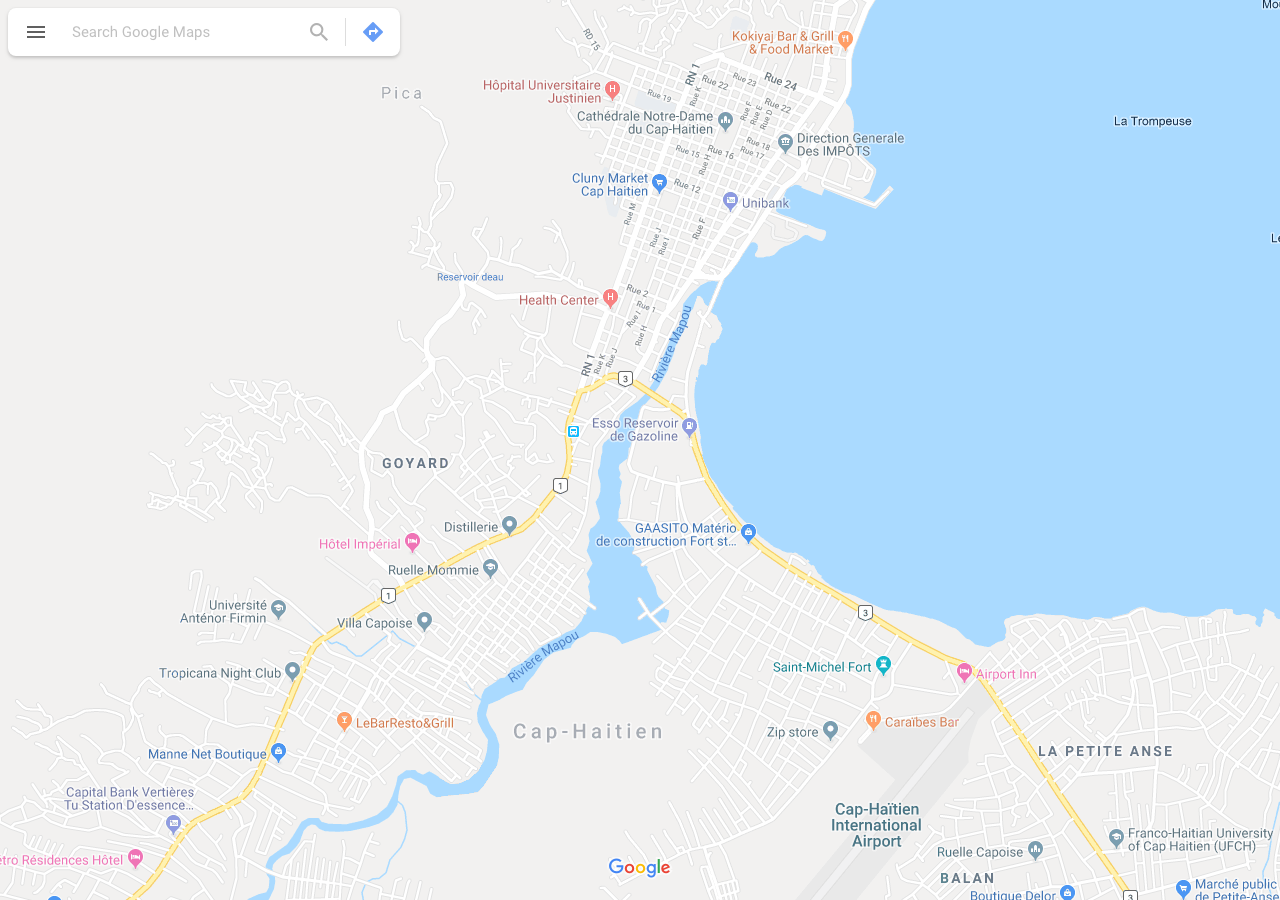 Search Google Maps
RD 15
Kokiyaj Bar & Grill
& Food Market
RN 1
Rue 24
Rue 23
Rue 22
Rue K
Rue 19
Rue 22
Rue F
Rue E
Rue D
Hôpital Universitaire
Justinien
Pica
Cathédrale Notre-Dame
du Cap-Haitien
La Trompeuse
Direction Generale
Des IMPÔTS
Rue 18
Rue 17
Rue 16
Rue 15
Rue H
Cluny Market
Cap Haitien
Rue 12
Unibank
Rue M
Rue F
Rue J
Rue I
Reservoir deau
Health Center
Rue 2
Rue 1
Rue I
Rue H
Rivière Mapou
RN 1
Rue K
Rue J
3
Esso Reservoir
de Gazoline
GOYARD
1
Distillerie
GAASITO Matério
de construction Fort st...
Hôtel Impérial
Ruelle Mommie
1
Université
Anténor Firmin
3
Villa Capoise
Rivière Mapou
Tropicana Night Club
Saint-Michel Fort
Airport Inn
LeBarResto&Grill
Caraïbes Bar
Zip store
Cap-Haitien
Manne Net Boutique
LA PETITE ANSE
Capital Bank Vertières
Tu Station D'essence...
Cap-Haïtien
International
Airport
Franco-Haitian University
of Cap Haitien (UFCH)
Ruelle Capoise
etro Résidences Hôtel
Google
BALAN
Boutique Delor
3
Marché public
de Petite-Anse